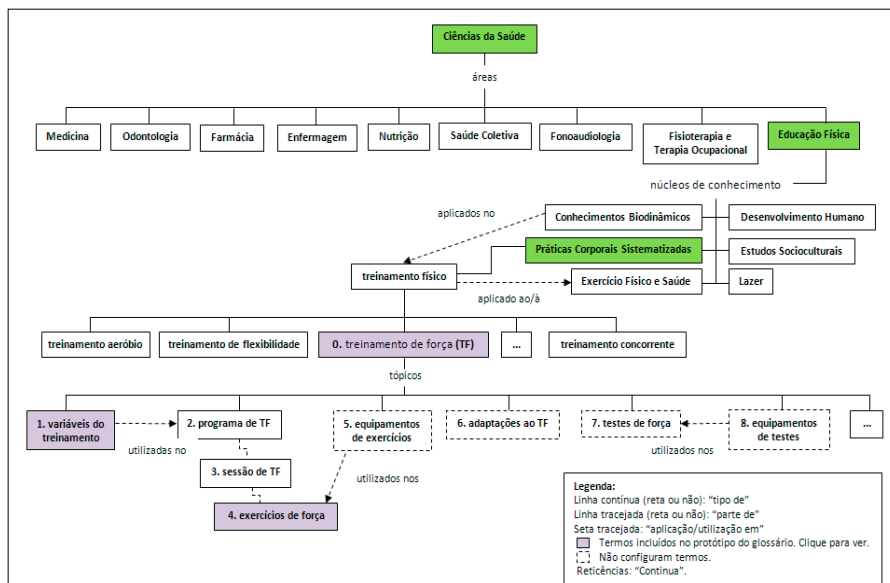 Ciências da Saúde
áreas
Medicina
Odontologia
Farmácia
Enfermagem
Nutrição
Saúde Coletiva
Fonoaudiologia
Fisioterapia e
Terapia Ocupacional
Educação Física
núcleos de conhecimento
aplicados no
Conhecimentos Biodinâmicos
Desenvolvimento Humano
Práticas Corporais Sistematizadas
Estudos Socioculturais
treinamento físico
Exercício Físico e Saúde
Lazer
aplicado ao/à
treinamento aeróbio
treinamento de flexibilidade
0. treinamento de força (TF)
...
treinamento concorrente
tópicos
1. variáveis do
treinamento
2. programa de TF
5. equipamentos
de exercícios
6. adaptações ao TF
7. testes de força
8. equipamentos
de testes
...
utilizadas no
utilizados nos
3. sessão de TF
utilizados nos
4. exercícios de força
Legenda:
Linha contínua (reta ou não): “tipo de”
Linha tracejada (reta ou não): “parte de”
Seta tracejada: “aplicação/utilização em”
Termos incluídos no protótipo do glossário. Clique para ver.
Não configuram termos.
Reticências: “Continua”.